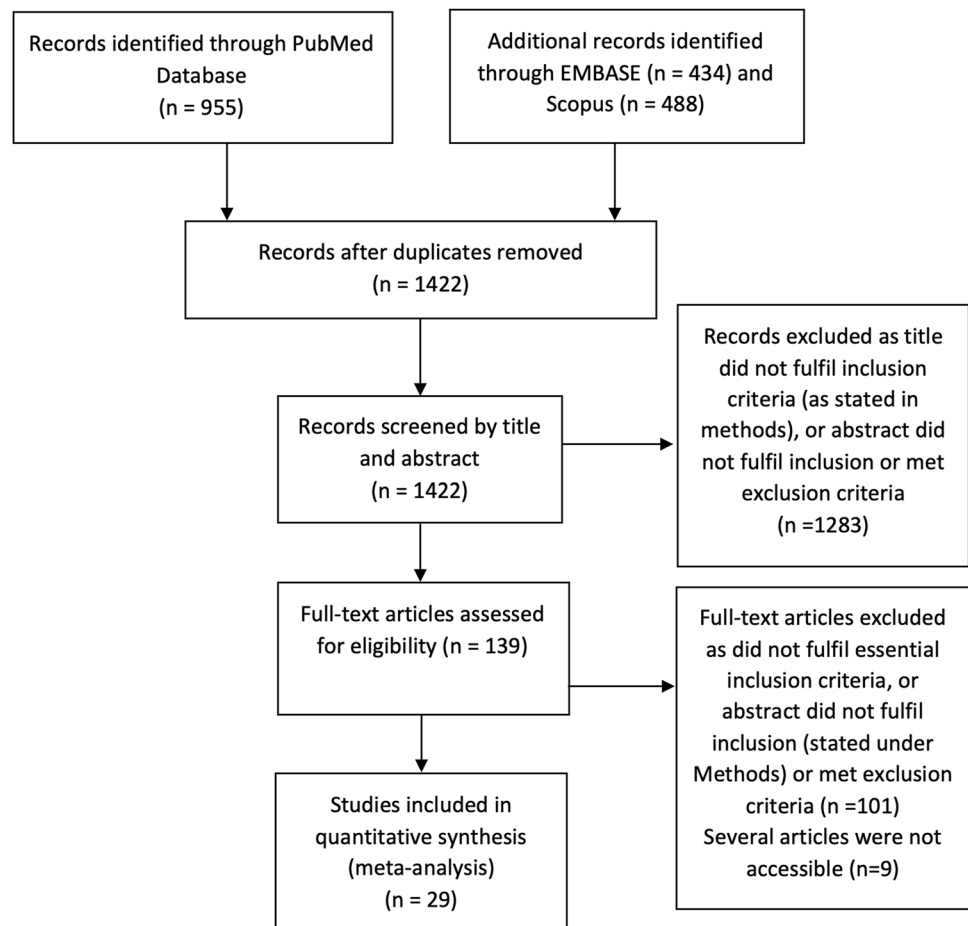 Records identified through PubMed
Database
(n = 955)
Additional records identified
through EMBASE (n = 434) and
Scopus (n = 488)
Records after duplicates removed
(n = 1422)
Records screened by title
and abstract
(n = 1422)
Records excluded as title
did not fulfil inclusion
criteria (as stated in
methods), or abstract did
not fulfil inclusion or met
exclusion criteria
(n =1283)
Full-text articles assessed
for eligibility (n = 139)
Full-text articles excluded
as did not fulfil essential
inclusion criteria, or
abstract did not fulfil
inclusion (stated under
Methods) or met exclusion
criteria (n =101)
Several articles were not
accessible (n=9)
Studies included in
quantitative synthesis
(meta-analysis)
(n = 29)